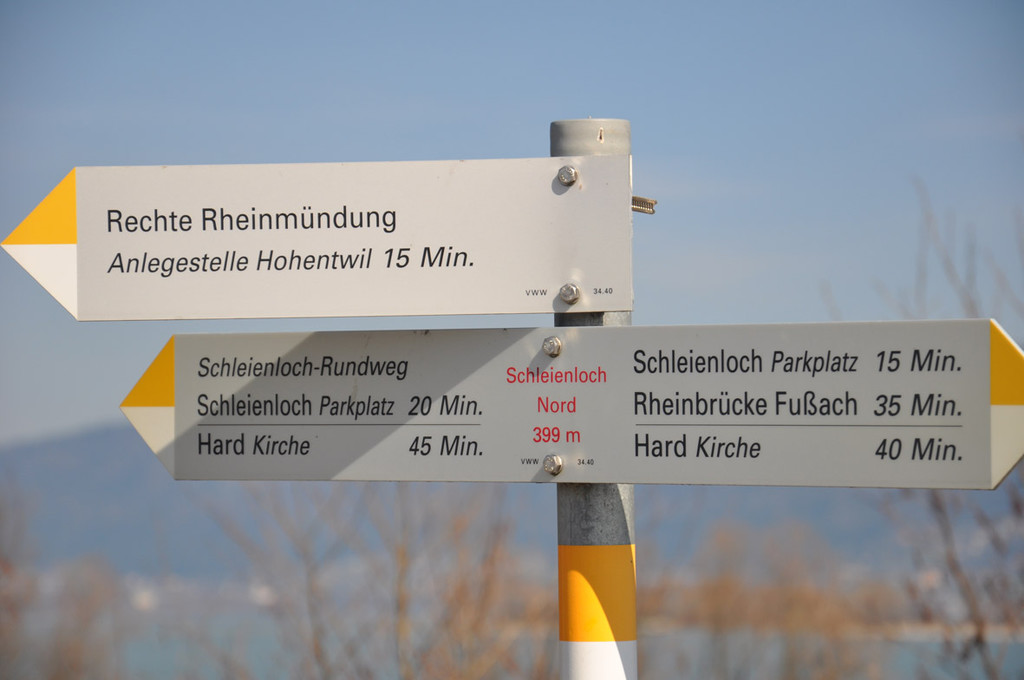 Rechte Rheinmündung
Anlegestelle Hohentwil 15 Min.
VWW 34.40
Schleienloch-Rundweg
Schleienloch Parkplatz 20 Min.
Hard Kirche 45 Min.
Schleienloch
Nord
399 m
VWW 34.40
Schleienloch Parkplatz 15 Min.
Rheinbrücke Fußach 35 Min.
Hard Kirche 40 Min.